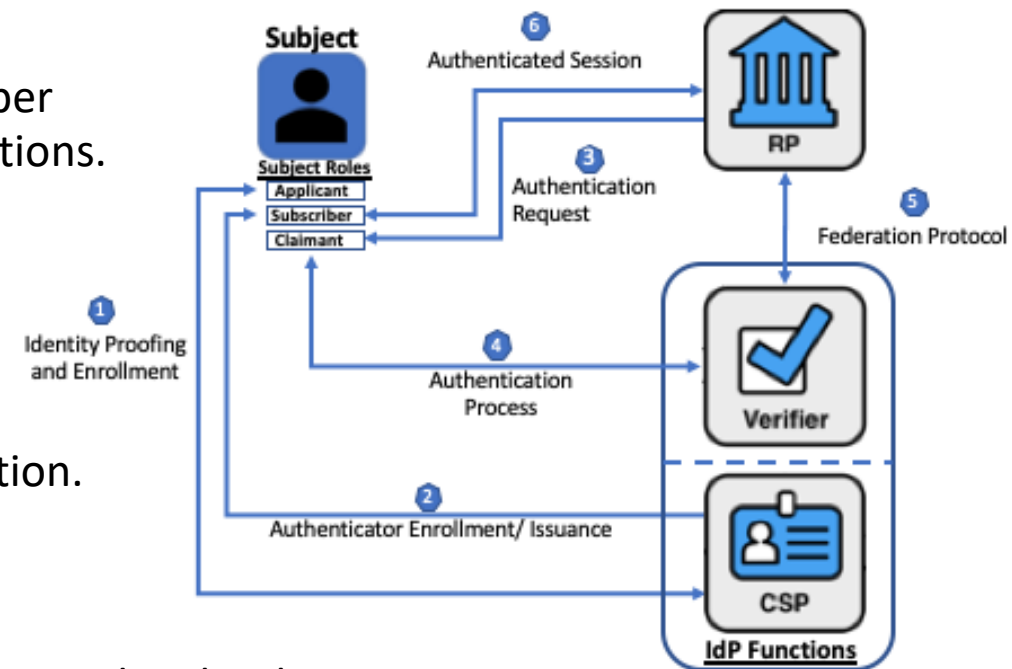 Subject
6
Authenticated Session
RP
Subject Roles
Applicant
Subscriber
Claimant
3
Authentication
Request
5
Federation Protocol
1
Identity Proofing
and Enrollment
4
Authentication
Process
Verifier
2
Authenticator Enrollment/ Issuance
CSP
IdP Functions
ber
tions.
tion.